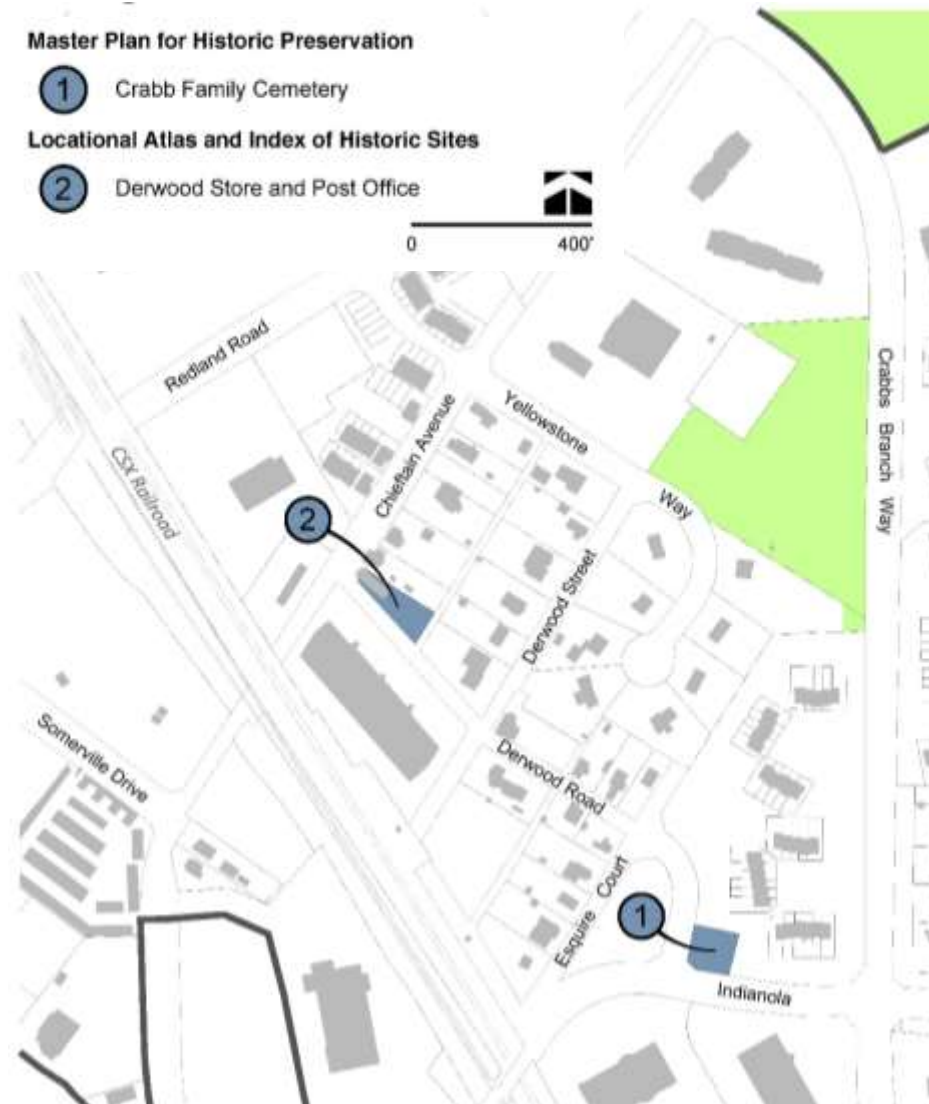 Master Plan for Historic Preservation
1
Crabb Family Cemetery
Locational Atlas and Index of Historic Sites
2
Derwood Store and Post Office
0
400'
Redland Road
CSX Railroad
Chieftain Avenue
Yellowstone
Way
Crabbs Branch Way
2
Derwood Street
Somerville Drive
Derwood Road
Esquire Court
1
Indianola